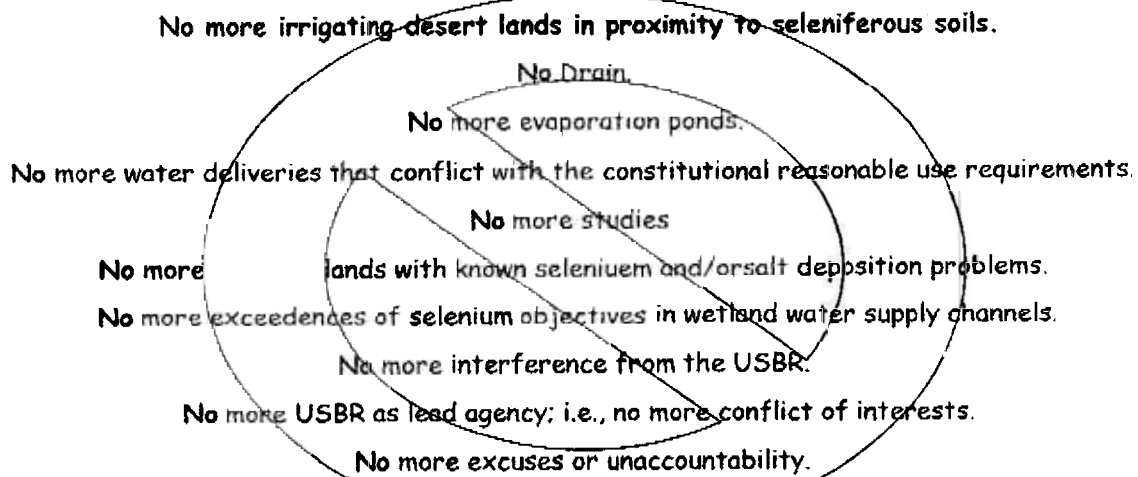 No more irrigating desert lands in proximity to seleniferous soils.
No Drain.
No more evaporation ponds.
No more water deliveries that conflict with the constitutional reasonable use requirements.
No more studies
No more lands with known seleniuem and/orsalt deposition problems.
No more exceedences of selenium objectives in wetland water supply channels.
No more interference from the USBR.
No more USBR as lead agency; i.e., no more conflict of interests.
No more excuses or unaccountability.